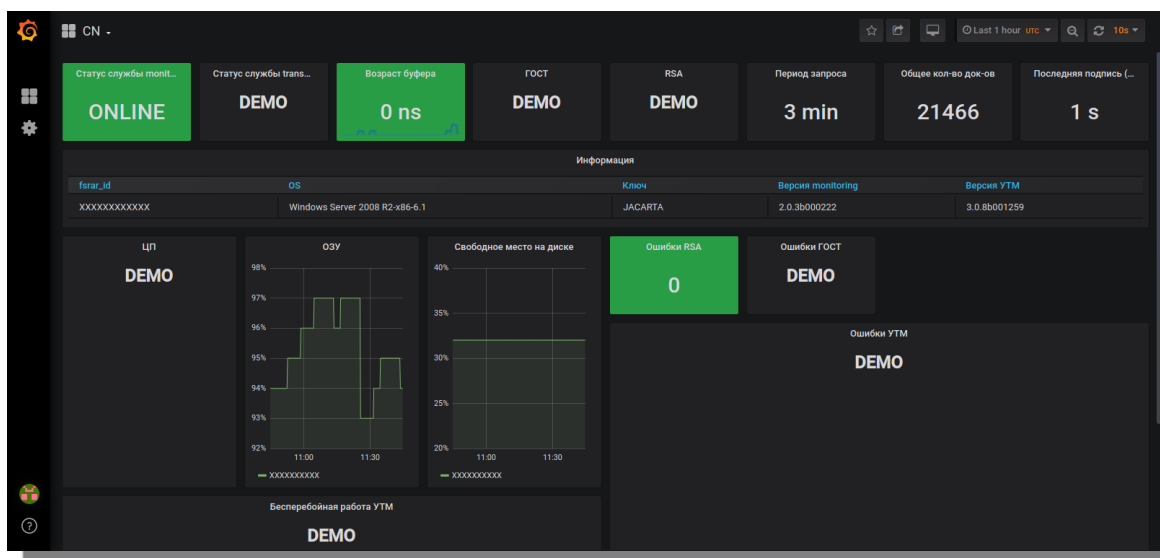 CN
Last 1 hour UTC
10s
Статус службы monit...
ONLINE
Статус службы trans...
DEMO
Возраст буфера
0 ns
ГОСТ
DEMO
RSA
DEMO
Период запроса
3 min
Общее кол-во док-ов
21466
Последняя подпись (...
1 s
Информация
fsrar_id OS Ключ Версия monitoring Версия УТМ
XXXXXXXXXXXX Windows Server 2008 R2-x86-6.1 JACARTA 2.0.3b000222 3.0.8b001259
ЦП
DEMO
ОЗУ
98%
97%
96%
95%
94%
93%
92%
11:00 11:30
XXXXXXXXXX
Свободное место на диске
40%
35%
30%
25%
20%
11:00 11:30
XXXXXXXXXX
Ошибки RSA
0
Ошибки ГОСТ
DEMO
Ошибки УТМ
DEMO
Бесперебойная работа УТМ
DEMO